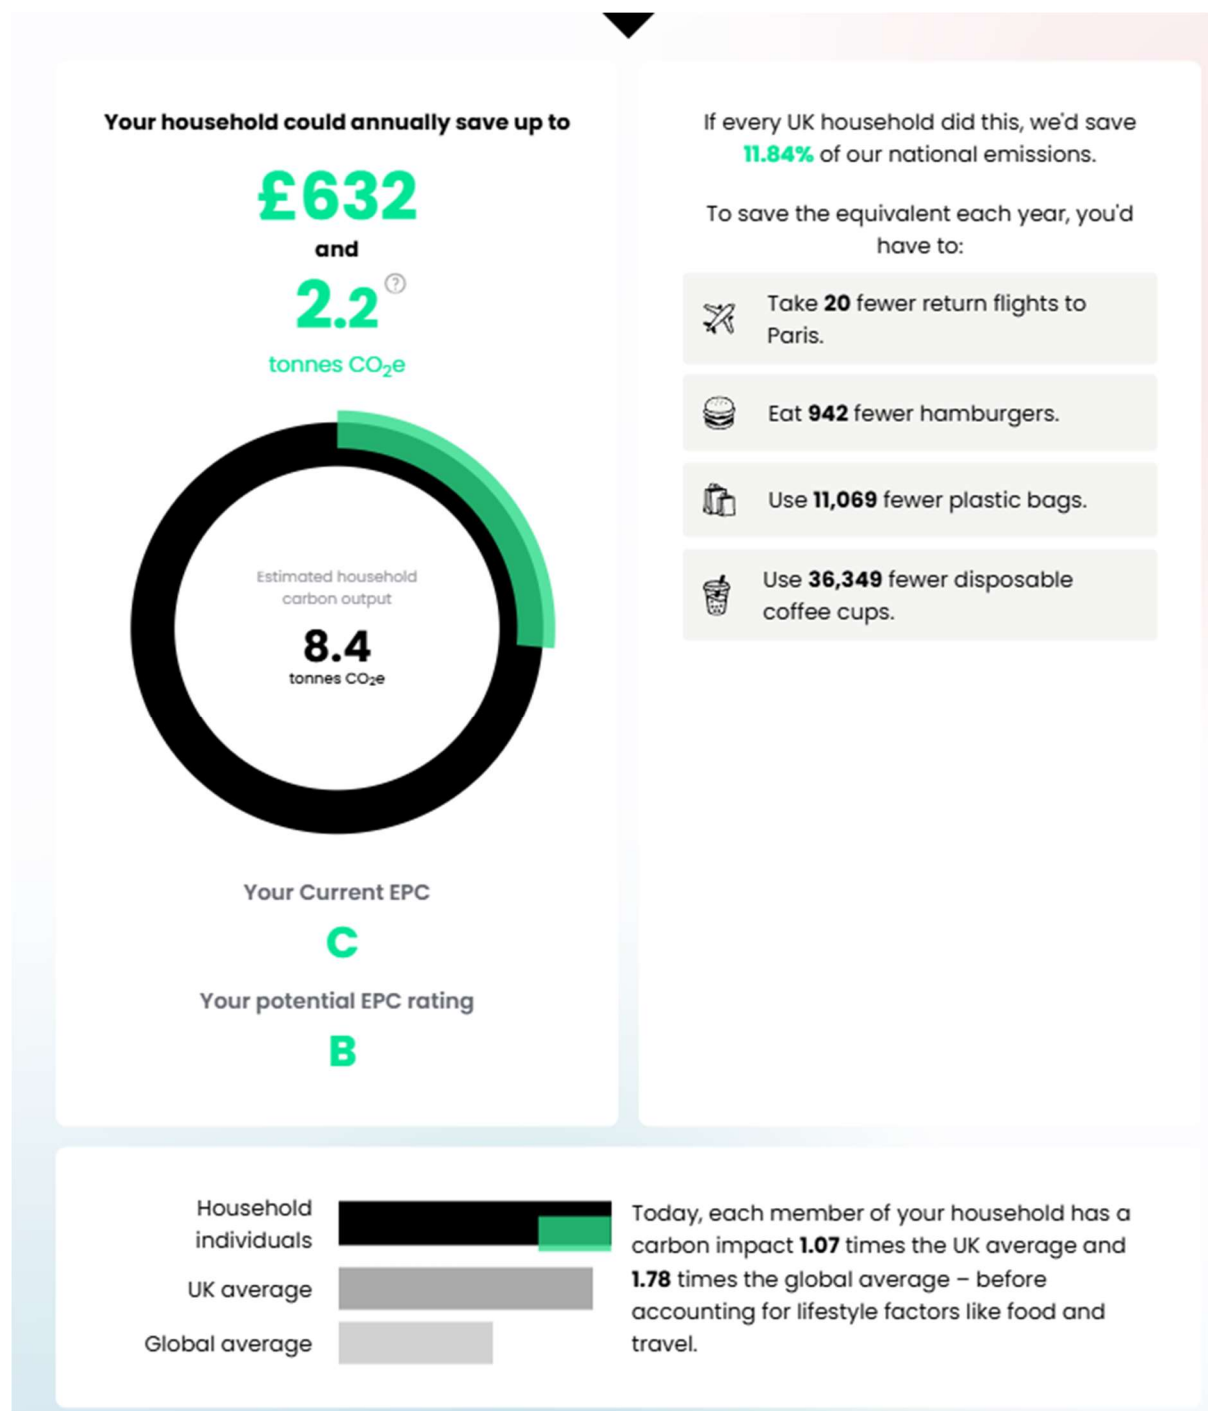 Your household could annually save up to
£632
and
2.2 ?
tonnes CO₂e
Estimated household
carbon output
8.4
tonnes CO₂e
Your Current EPC
C
Your potential EPC rating
B
If every UK household did this, we'd save
11.84% of our national emissions.
To save the equivalent each year, you'd
have to:
Take 20 fewer return flights to
Paris.
Eat 942 fewer hamburgers.
Use 11,069 fewer plastic bags.
Use 36,349 fewer disposable
coffee cups.
Household
individuals
UK average
Global average
Today, each member of your household has a
carbon impact 1.07 times the UK average and
1.78 times the global average – before
accounting for lifestyle factors like food and
travel.